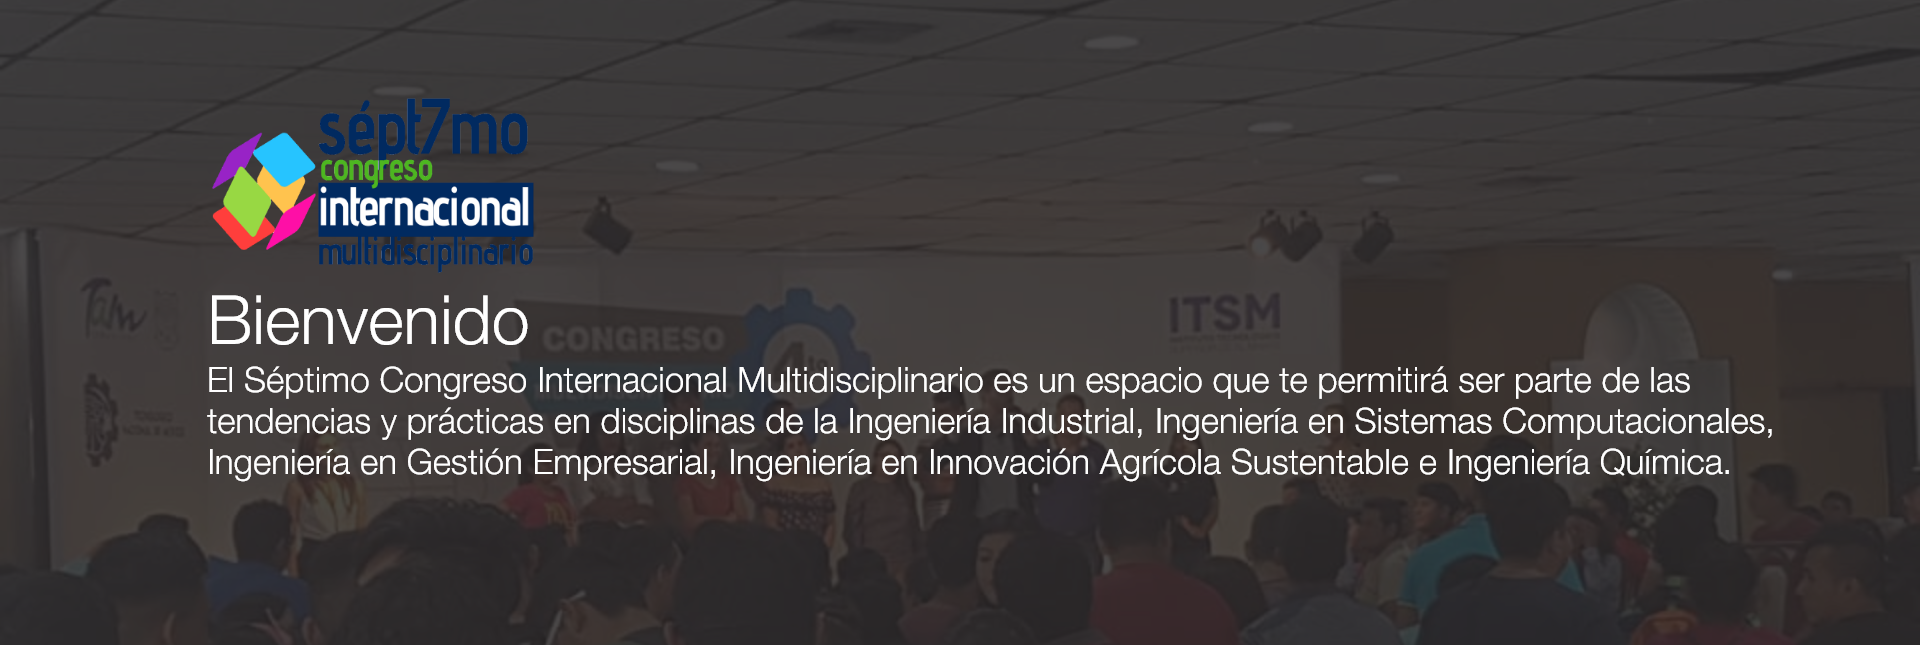 sépt7mo
congreso
internacional
multidisciplinario
Bienvenido
El Séptimo Congreso Internacional Multidisciplinario es un espacio que te permitirá ser parte de las
tendencias y prácticas en disciplinas de la Ingeniería Industrial, Ingeniería en Sistemas Computacionales,
Ingeniería en Gestión Empresarial, Ingeniería en Innovación Agrícola Sustentable e Ingeniería Química.
Tam
CONGRESO
4to
ITSM